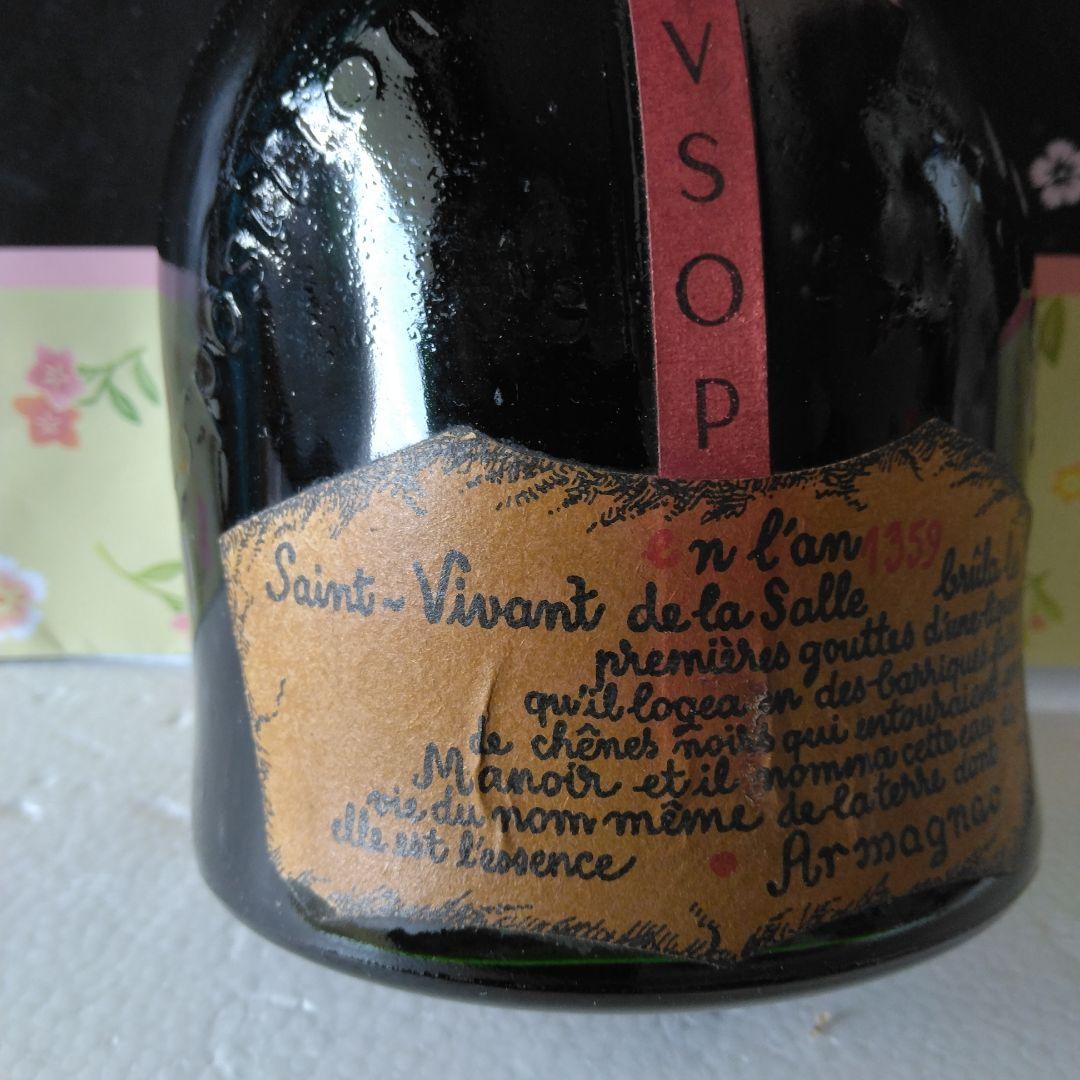 V
S
O
P
en l'an 1359
Saint-Vivant de la Salle brûla
premières gouttes d'une
qu'il logea en des barriques
de chênes noirs qui entouraient
Manoir et il nomma cette eau
vie du nom même de la terre dont
elle est l'essence • Armagnac